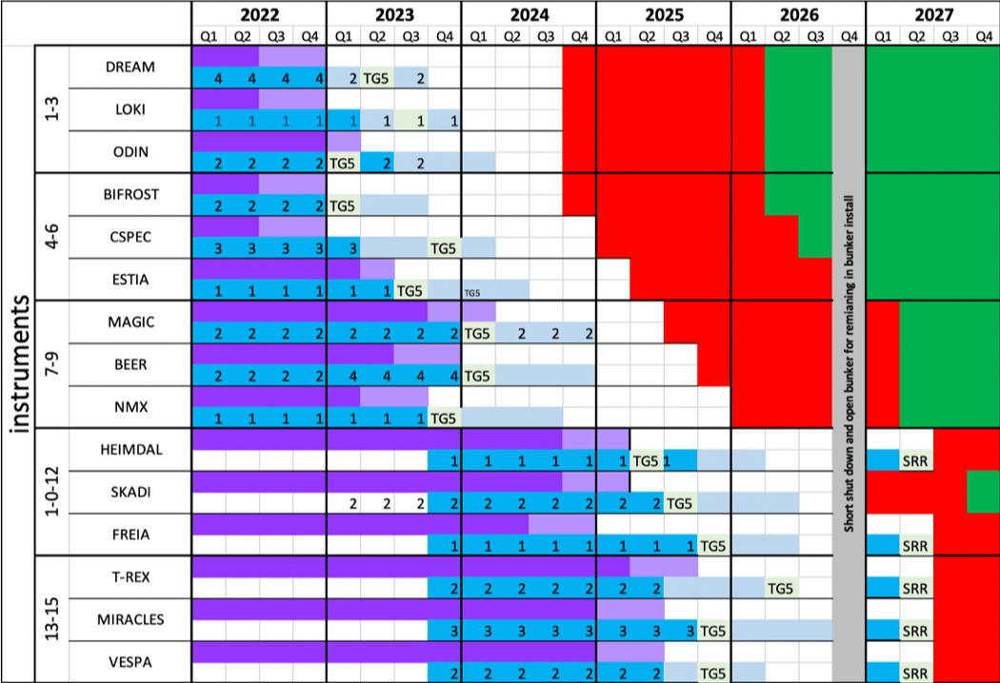 2022 2023 2024 2025 2026 2027
Q1 Q2 Q3 Q4 Q1 Q2 Q3 Q4 Q1 Q2 Q3 Q4 Q1 Q2 Q3 Q4 Q1 Q2 Q3 Q4 Q1 Q2 Q3 Q4
instruments
1-3
DREAM
4 4 4 4 2 TG5 2
LOKI
1 1 1 1 1 1 1 1
ODIN
2 2 2 2 TG5 2 2
4-6
BIFROST
2 2 2 2 TG5
CSPEC
3 3 3 3 3 TG5
ESTIA
1 1 1 1 1 1 TG5 TG5
7-9
MAGIC
2 2 2 2 2 2 2 2 TG5 2 2 2
BEER
2 2 2 2 4 4 4 4 TG5
NMX
1 1 1 1 1 1 1 TG5
1-0-12
HEIMDAL
1 1 1 1 1 1 TG5 1 SRR
SKADI
2 2 2 2 2 2 2 2 2 2 TG5
FREIA
1 1 1 1 1 1 1 1 TG5 SRR
13-15
T-REX
2 2 2 2 2 2 2 TG5 SRR
MIRACLES
3 3 3 3 3 3 3 3 TG5 SRR
VESPA
2 2 2 2 2 2 2 TG5 SRR
Short shut down and open bunker for remianing in bunker install